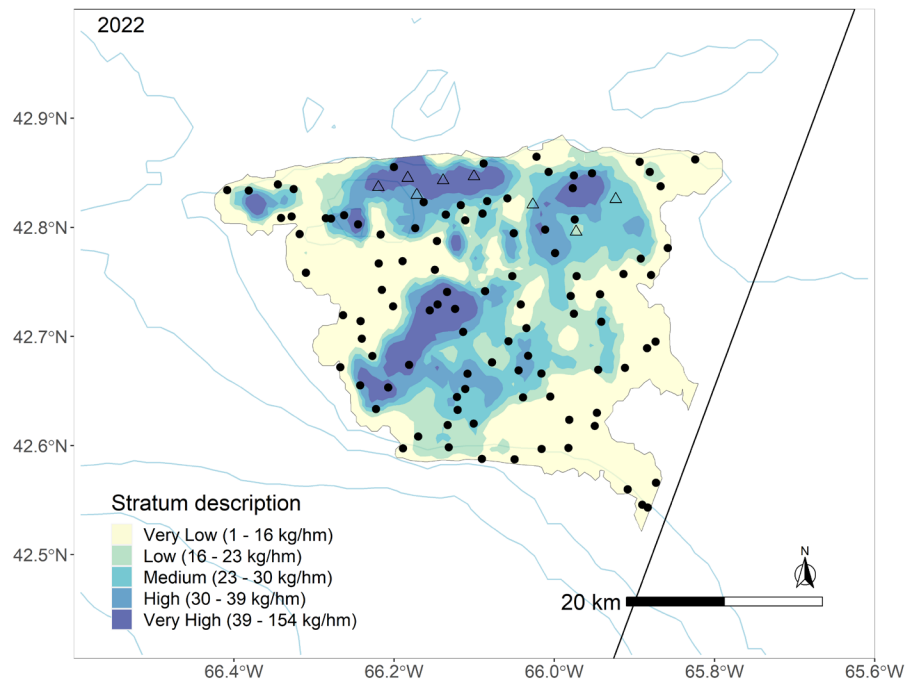 2022
42.9°N
42.8°N
42.7°N
42.6°N
42.5°N
Stratum description
Very Low (1 - 16 kg/hm)
Low (16 - 23 kg/hm)
Medium (23 - 30 kg/hm)
High (30 - 39 kg/hm)
Very High (39 - 154 kg/hm)
N
20 km
66.4°W 66.2°W 66.0°W 65.8°W 65.6°W